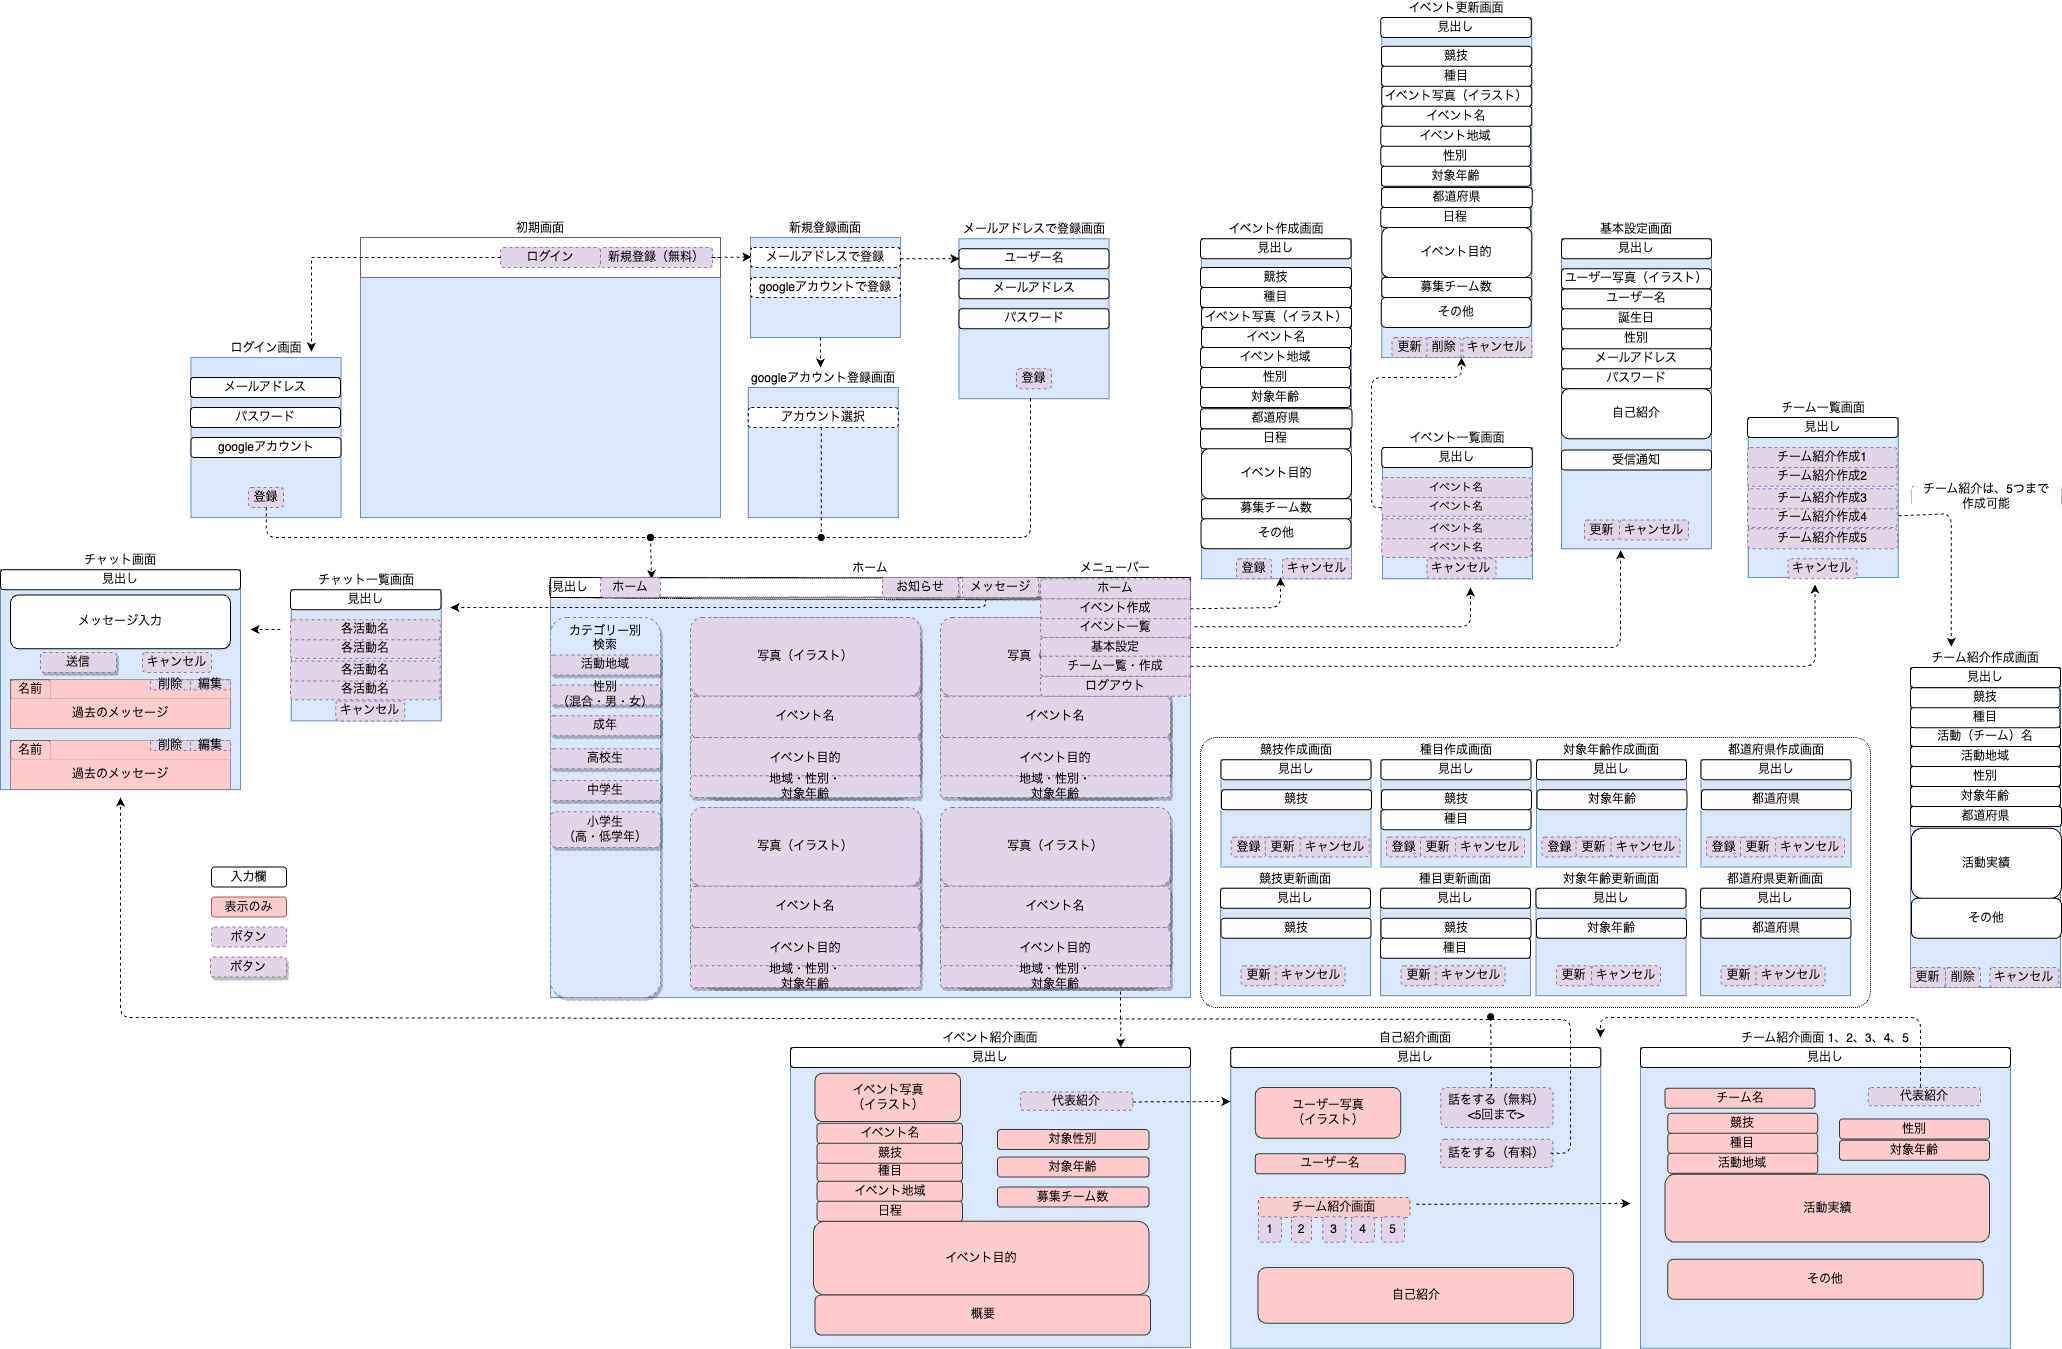 イベント更新画面
見出し
競技
種目
イベント写真（イラスト）
イベント名
イベント地域
性別
対象年齢
都道府県
日程
イベント目的
募集チーム数
その他
更新
削除
キャンセル
初期画面
ログイン
新規登録（無料）
新規登録画面
メールアドレスで登録
googleアカウントで登録
メールアドレスで登録画面
ユーザー名
メールアドレス
パスワード
登録
ログイン画面
メールアドレス
パスワード
googleアカウント
登録
googleアカウント登録画面
アカウント選択
イベント作成画面
見出し
競技
種目
イベント写真（イラスト）
イベント名
イベント地域
性別
対象年齢
都道府県
日程
イベント目的
募集チーム数
その他
登録
キャンセル
イベント一覧画面
見出し
イベント名
イベント名
イベント名
イベント名
キャンセル
基本設定画面
見出し
ユーザー写真（イラスト）
ユーザー名
誕生日
性別
メールアドレス
パスワード
自己紹介
受信通知
更新
キャンセル
チーム一覧画面
見出し
チーム紹介作成1
チーム紹介作成2
チーム紹介作成3
チーム紹介作成4
チーム紹介作成5
キャンセル
チーム紹介は、5つまで
作成可能
チャット画面
見出し
メッセージ入力
送信
キャンセル
名前
削除
編集
過去のメッセージ
名前
削除
編集
過去のメッセージ
チャット一覧画面
見出し
各活動名
各活動名
各活動名
各活動名
キャンセル
ホーム
メニューバー
見出し
ホーム
お知らせ
メッセージ
ホーム
イベント作成
イベント一覧
基本設定
チーム一覧・作成
ログアウト
カテゴリー別
検索
活動地域
性別
（混合・男・女）
成年
高校生
中学生
小学生
（高・低学年）
写真（イラスト）
イベント名
イベント目的
地域・性別・
対象年齢
写真
イベント名
イベント目的
地域・性別・
対象年齢
写真（イラスト）
イベント名
イベント目的
地域・性別・
対象年齢
写真（イラスト）
イベント名
イベント目的
地域・性別・
対象年齢
入力欄
表示のみ
ボタン
ボタン
競技作成画面
見出し
競技
登録
更新
キャンセル
種目作成画面
見出し
競技
種目
登録
更新
キャンセル
対象年齢作成画面
見出し
対象年齢
登録
更新
キャンセル
都道府県作成画面
見出し
都道府県
登録
更新
キャンセル
競技更新画面
見出し
競技
更新
キャンセル
種目更新画面
見出し
競技
種目
更新
キャンセル
対象年齢更新画面
見出し
対象年齢
更新
キャンセル
都道府県更新画面
見出し
都道府県
更新
キャンセル
チーム紹介作成画面
見出し
競技
種目
活動（チーム）名
活動地域
性別
対象年齢
都道府県
活動実績
その他
更新
削除
キャンセル
イベント紹介画面
見出し
イベント写真
（イラスト）
代表紹介
イベント名
競技
種目
イベント地域
日程
対象性別
対象年齢
募集チーム数
イベント目的
概要
自己紹介画面
見出し
ユーザー写真
（イラスト）
話をする（無料）
<5回まで>
話をする（有料）
ユーザー名
チーム紹介画面
1
2
3
4
5
自己紹介
チーム紹介画面 1、2、3、4、5
見出し
チーム名
代表紹介
競技
種目
活動地域
性別
対象年齢
活動実績
その他